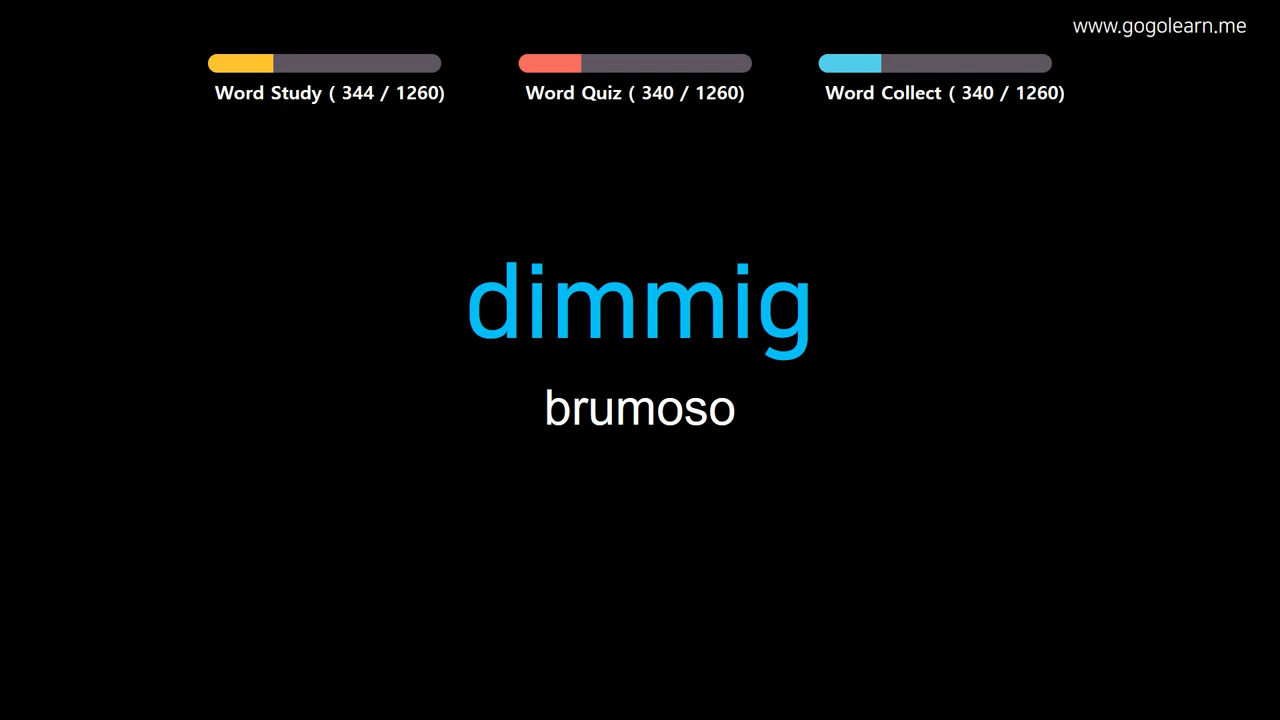 www.gogolearn.me
Word Study ( 344 / 1260)
Word Quiz ( 340 / 1260)
Word Collect ( 340 / 1260)
dimmig
brumoso